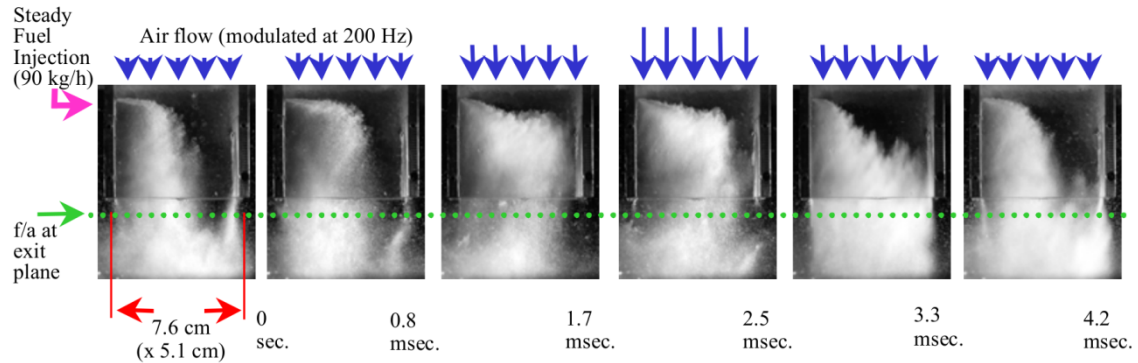 Steady
Fuel
Injection
(90 kg/h)
Air flow (modulated at 200 Hz)
f/a at
exit
plane
7.6 cm
(x 5.1 cm)
0
sec.
0.8
msec.
1.7
msec.
2.5
msec.
3.3
msec.
4.2
msec.